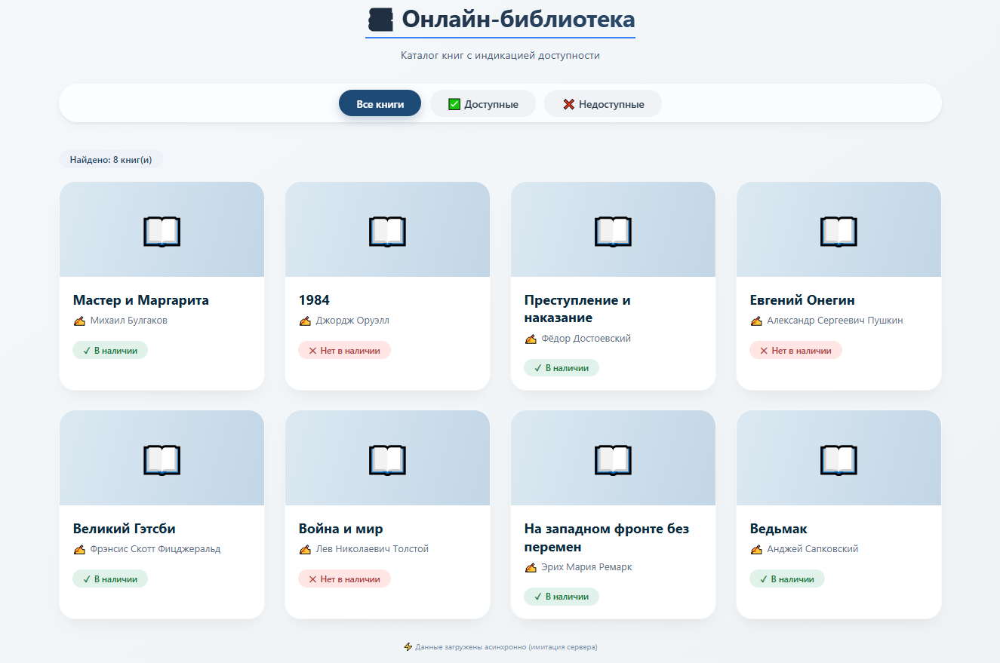 Онлайн-библиотека
Каталог книг с индикацией доступности
Все книги
Доступные
Недоступные
Найдено: 8 книг(и)
Мастер и Маргарита
Михаил Булгаков
В наличии
1984
Джордж Оруэлл
Нет в наличии
Преступление и
наказание
Фёдор Достоевский
В наличии
Евгений Онегин
Александр Сергеевич Пушкин
Нет в наличии
Великий Гэтсби
Фрэнсис Скотт Фицджеральд
В наличии
Война и мир
Лев Николаевич Толстой
Нет в наличии
На западном фронте без
перемен
Эрих Мария Ремарк
В наличии
Ведьмак
Анджей Сапковский
В наличии
Данные загружены асинхронно (имитация сервера)